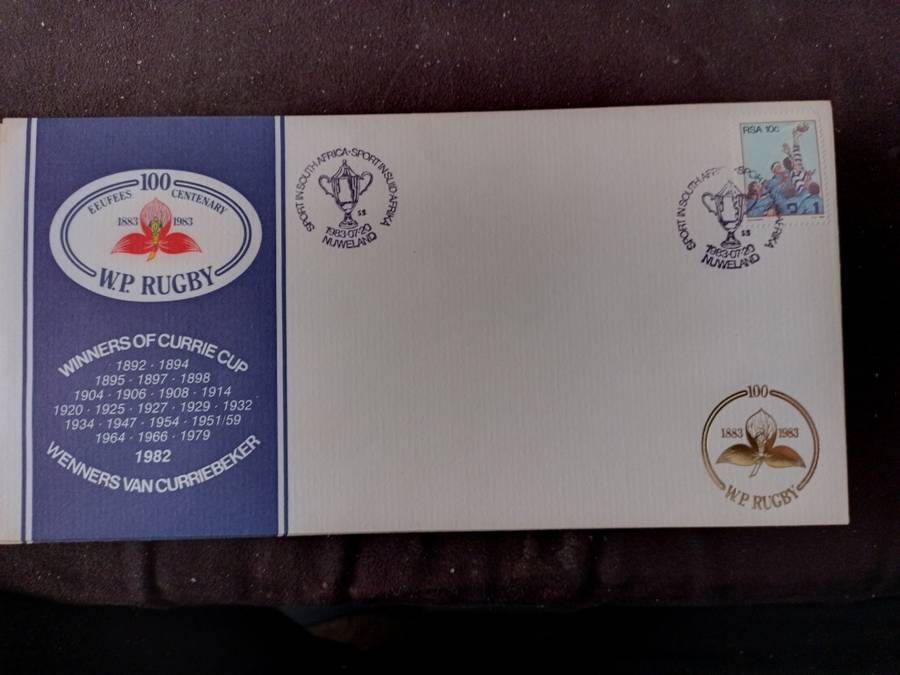 100
EEUFEES CENTENARY
1883 1983
W.P. RUGBY
WINNERS OF CURRIE CUP
1892 · 1894
1895 · 1897 · 1898
1904 · 1906 · 1908 · 1914
1920 · 1925 · 1927 · 1929 · 1932
1934 · 1947 · 1954 · 1951/59
1964 · 1966 · 1979
1982
WENNERS VAN CURRIEBEKER
SPORT IN SOUTH AFRICA · SPORT IN SUID AFRIKA
1983·07·20
NUWELAND
RSA 10c
SPORT IN SOUTH AFRICA · SPORT AFRIKA
1983·07·20
NUWELAND
100
1883 1983
W.P. RUGBY